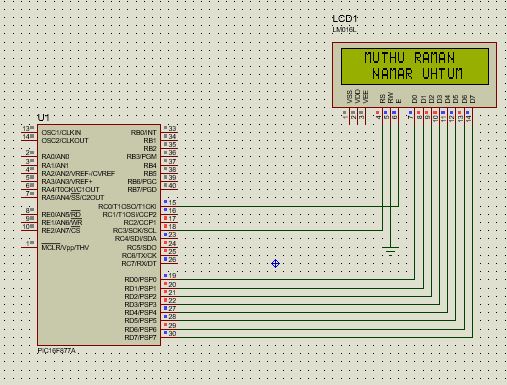 LCD1
LM016L
MUTHU RAMAN
NAMAR UHTUM
VSS VDD VEE RS RW E D0 D1 D2 D3 D4 D5 D6 D7
1 2 3 4 5 6 7 8 9 10 11 12 13 14
U1
13 OSC1/CLKIN
14 OSC2/CLKOUT
2 RA0/AN0
3 RA1/AN1
4 RA2/AN2/VREF-/CVREF
5 RA3/AN3/VREF+
6 RA4/T0CKI/C1OUT
7 RA5/AN4/SS/C2OUT
8 RE0/AN5/RD
9 RE1/AN6/WR
10 RE2/AN7/CS
1 MCLR/Vpp/THV
RB0/INT 33
RB1 34
RB2 35
RB3/PGM 36
RB4 37
RB5 38
RB6/PGC 39
RB7/PGD 40
RC0/T1OSO/T1CKI 15
RC1/T1OSI/CCP2 16
RC2/CCP1 17
RC3/SCK/SCL 18
RC4/SDI/SDA 23
RC5/SDO 24
RC6/TX/CK 25
RC7/RX/DT 26
RD0/PSP0 19
RD1/PSP1 20
RD2/PSP2 21
RD3/PSP3 22
RD4/PSP4 27
RD5/PSP5 28
RD6/PSP6 29
RD7/PSP7 30
PIC16F877A